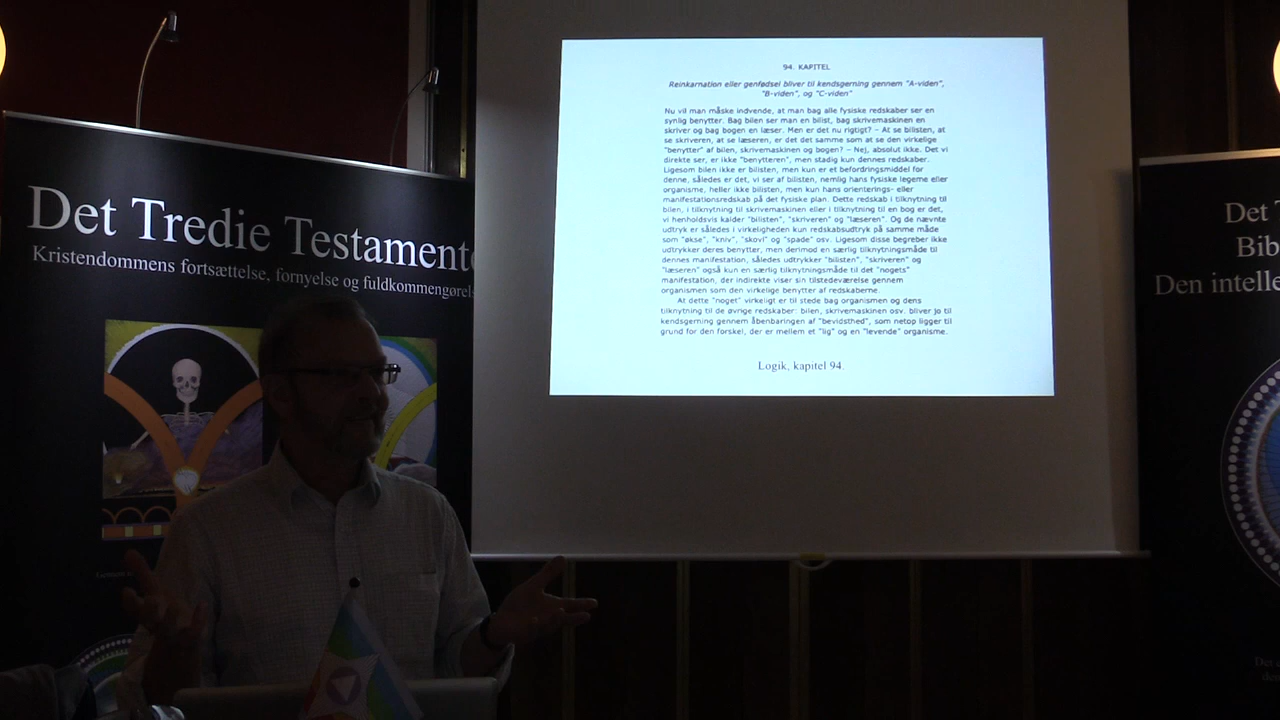 Det Tredie Testamente
Kristendommens fortsættelse, fornyelse og fuldkommengørelse
94. KAPITEL
Reinkarnation eller genfødsel bliver til kendsgerning gennem "A-viden",
"B-viden", og "C-viden"
Nu vil man måske indvende, at man bag alle fysiske redskaber ser en
synlig benytter. Bag bilen ser man en bilist, bag skrivemaskinen en
skriver og bag bogen en læser. Men er det nu rigtigt? – At se bilisten, at
se skriveren, at se læseren, er det det samme som at se den virkelige
"benytter" af bilen, skrivemaskinen og bogen? – Nej, absolut ikke. Det vi
direkte ser, er ikke "benytteren", men stadig kun dennes redskaber.
Ligesom bilen ikke er bilisten, men kun er et befordringsmiddel for
denne, således er det, vi ser af bilisten, nemlig hans fysiske legeme eller
organisme, heller ikke bilisten, men kun hans orienterings- eller
manifestationsredskab på det fysiske plan. Dette redskab i tilknytning til
bilen, i tilknytning til skrivemaskinen eller i tilknytning til en bog er det,
vi henholdsvis kalder "bilisten", "skriveren" og "læseren". Og de nævnte
udtryk er således i virkeligheden kun redskabsudtryk på samme måde
som "økse", "kniv", "skovl" og "spade" osv. Ligesom disse begreber ikke
udtrykker deres benytter, men derimod en særlig tilknytningsmåde til
dennes manifestation, således udtrykker "bilisten", "skriveren" og
"læseren" også kun en særlig tilknytningsmåde til det "nogets"
manifestation, der indirekte viser sin tilstedeværelse gennem
organismen som den virkelige benytter af redskaberne.
At dette "noget" virkeligt er til stede bag organismen og dens
tilknytning til de øvrige redskaber: bilen, skrivemaskinen osv. bliver jo til
kendsgerning gennem åbenbaringen af "bevidsthed", som netop ligger til
grund for den forskel, der er mellem et "lig" og en "levende" organisme.
Logik, kapitel 94.
Det
Bib
Den intelle